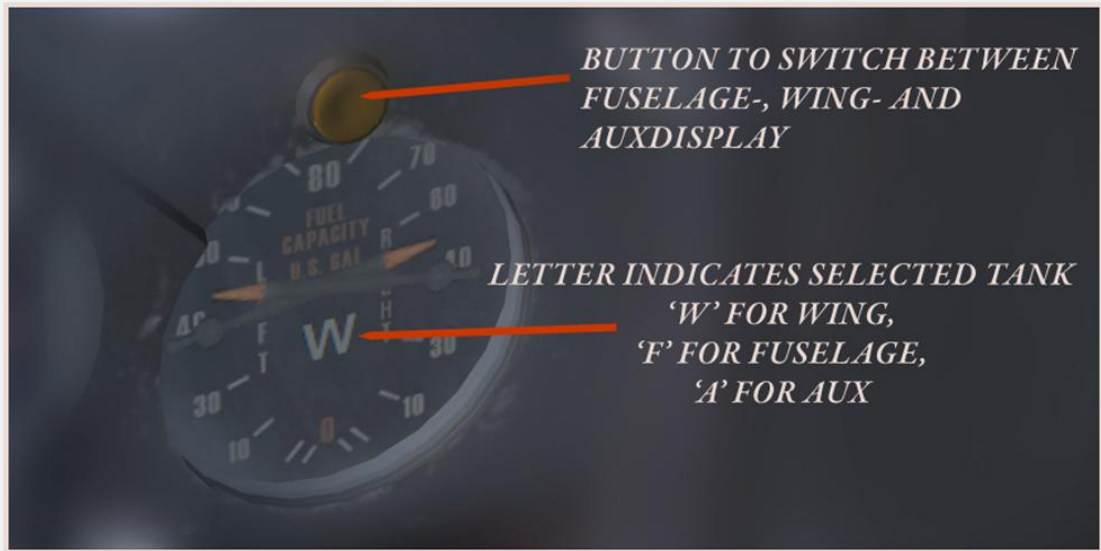 BUTTON TO SWITCH BETWEEN
FUSELAGE-, WING- AND
AUXDISPLAY
70
80
60
FUEL
CAPACITY
U.S. GAL
40
LETTER INDICATES SELECTED TANK
'W' FOR WING,
'F' FOR FUSELAGE,
'A' FOR AUX
W
30
30
10
10
0